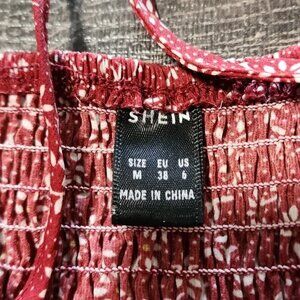 SHEIN
SIZE EU US
M 38 6
MADE IN CHINA